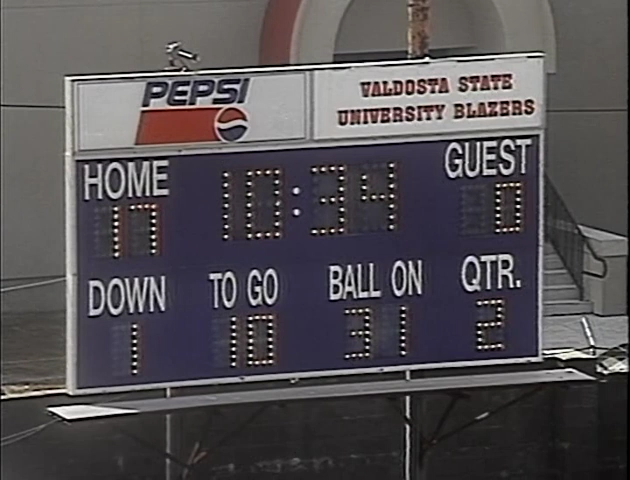 PEPSI
VALDOSTA STATE
UNIVERSITY BLAZERS
HOME 10:34 GUEST
17 0
DOWN TO GO BALL ON QTR.
1 10 31 2